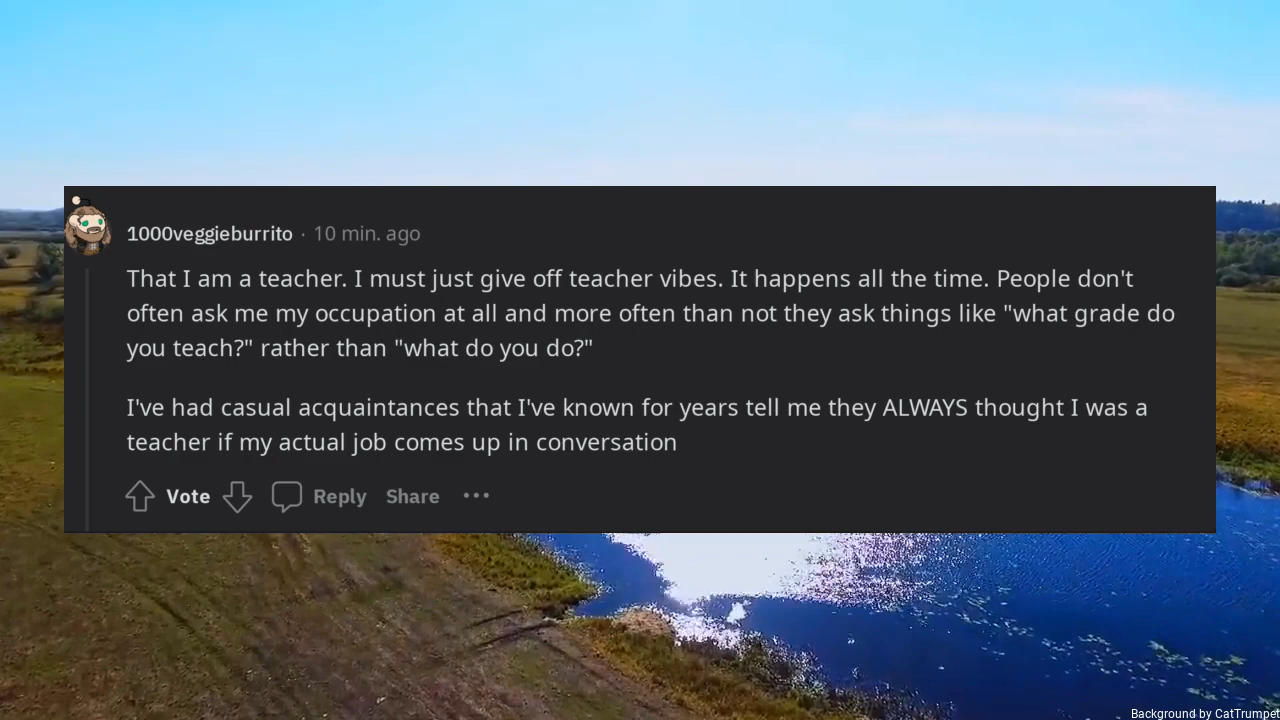 1000veggieburrito · 10 min. ago
That I am a teacher. I must just give off teacher vibes. It happens all the time. People don't
often ask me my occupation at all and more often than not they ask things like "what grade do
you teach?" rather than "what do you do?"
I've had casual acquaintances that I've known for years tell me they ALWAYS thought I was a
teacher if my actual job comes up in conversation
Vote Reply Share ···
Background by CatTrumpet